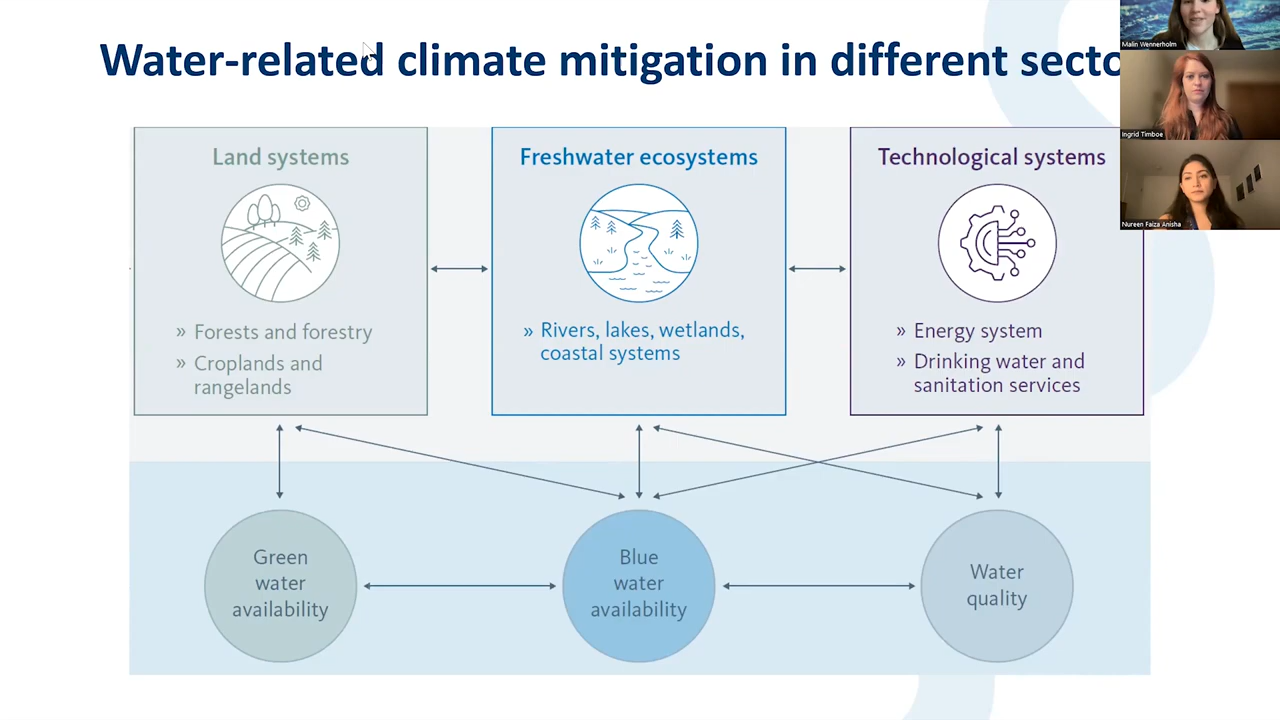 Water-related climate mitigation in different secto
Malin Wennerholm
Ingrid Timboe
Nureen Faiza Anisha
Land systems
» Forests and forestry
» Croplands and
rangelands
Freshwater ecosystems
» Rivers, lakes, wetlands,
coastal systems
Technological systems
» Energy system
» Drinking water and
sanitation services
Green
water
availability
Blue
water
availability
Water
quality